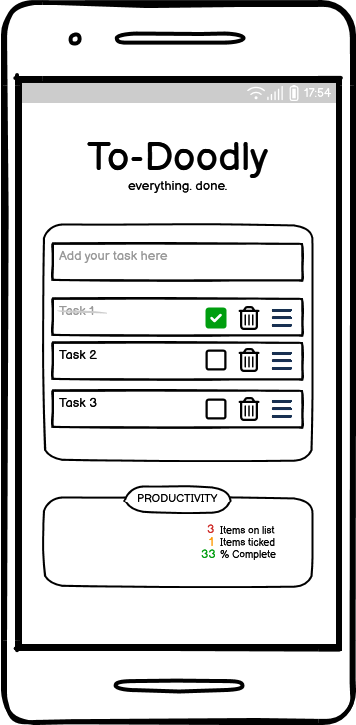 17:54
To-Doodly
everything. done.
Add your task here
Task 1
Task 2
Task 3
PRODUCTIVITY
3 Items on list
1 Items ticked
33 % Complete